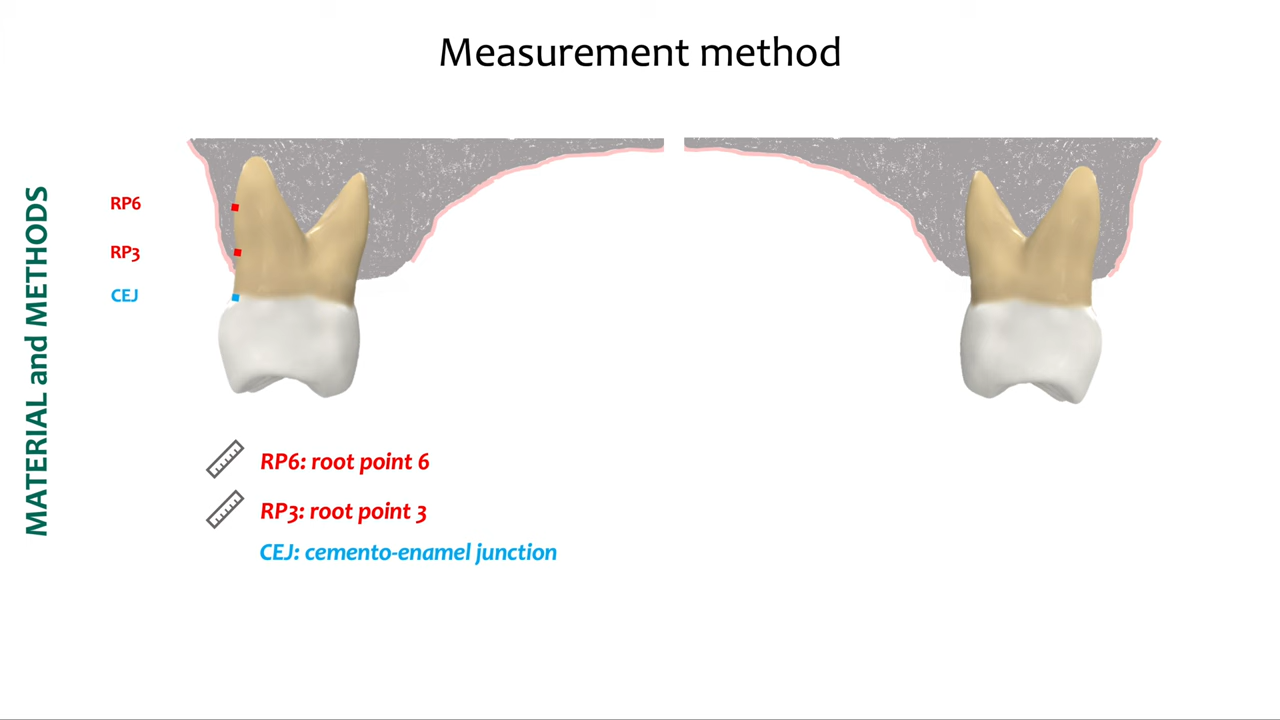 Measurement method
MATERIAL and METHODS
RP6
RP3
CEJ
RP6: root point 6
RP3: root point 3
CEJ: cemento-enamel junction